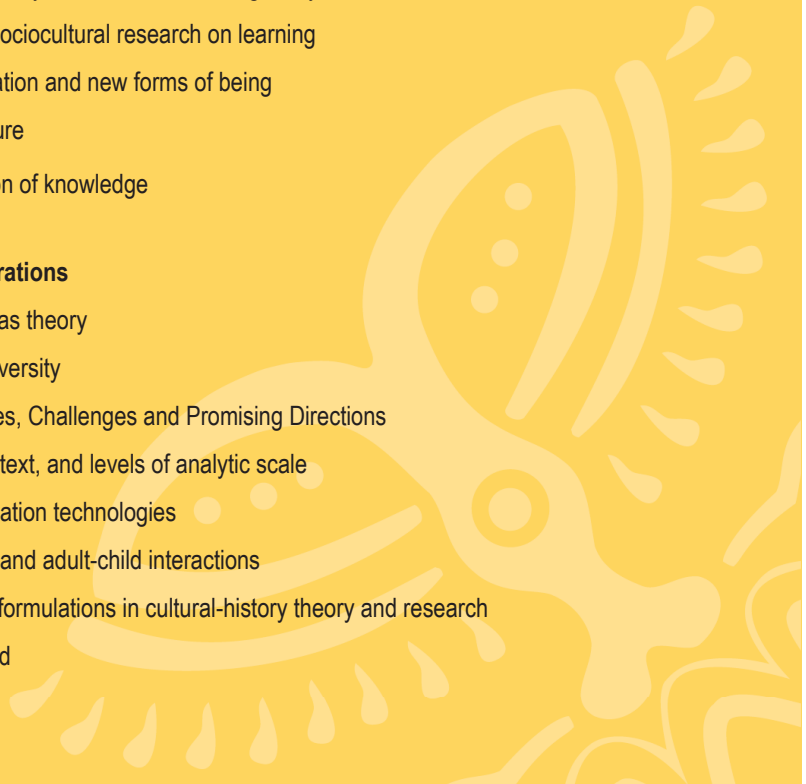 ociocultural research on learning
ation and new forms of being
ure
on of knowledge
rations
as theory
versity
es, Challenges and Promising Directions
text, and levels of analytic scale
ation technologies
and adult-child interactions
formulations in cultural-history theory and research
d